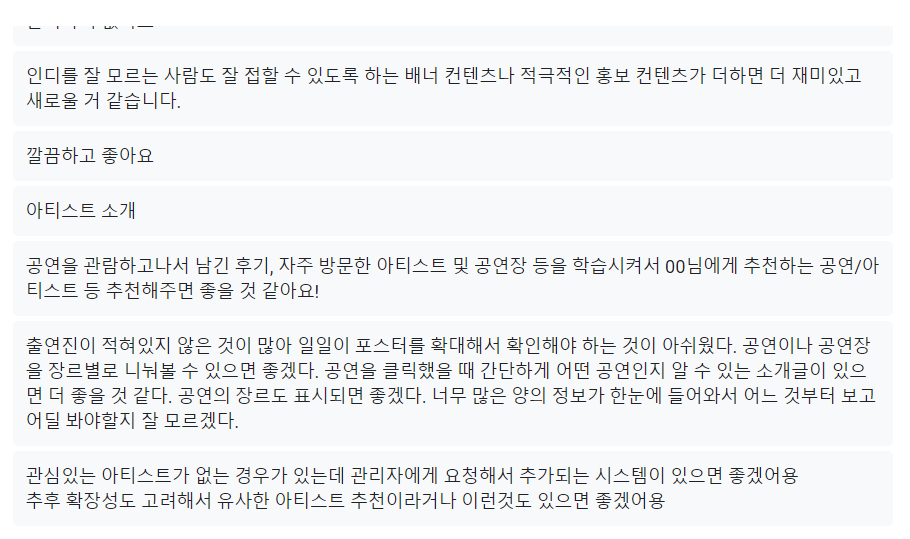 인디를 잘 모르는 사람도 잘 접할 수 있도록 하는 배너 컨텐츠나 적극적인 홍보 컨텐츠가 더하면 더 재미있고
새로울 거 같습니다.
깔끔하고 좋아요
아티스트 소개
공연을 관람하고나서 남긴 후기, 자주 방문한 아티스트 및 공연장 등을 학습시켜서 00님에게 추천하는 공연/아
티스트 등 추천해주면 좋을 것 같아요!
출연진이 적혀있지 않은 것이 많아 일일이 포스터를 확대해서 확인해야 하는 것이 아쉬웠다. 공연이나 공연장
을 장르별로 니눠볼 수 있으면 좋겠다. 공연을 클릭했을 때 간단하게 어떤 공연인지 알 수 있는 소개글이 있으
면 더 좋을 것 같다. 공연의 장르도 표시되면 좋겠다. 너무 많은 양의 정보가 한눈에 들어와서 어느 것부터 보고
어딜 봐야할지 잘 모르겠다.
관심있는 아티스트가 없는 경우가 있는데 관리자에게 요청해서 추가되는 시스템이 있으면 좋겠어용
추후 확장성도 고려해서 유사한 아티스트 추천이라거나 이런것도 있으면 좋겠어용